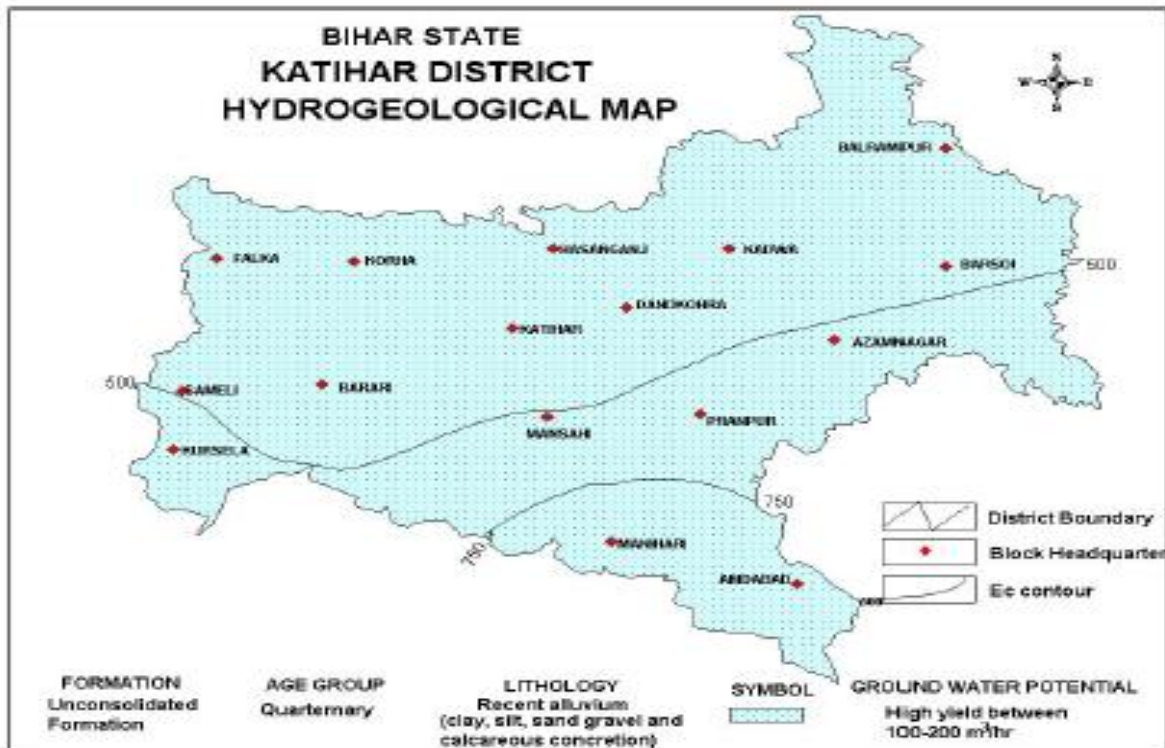 BIHAR STATE
KATIHAR DISTRICT
HYDROGEOLOGICAL MAP
N
W E
S
BALRAMPUR
FALKA
KORHA
HASANGANJ
KADWA
BARSOI
500
DANDKHORA
KATIHAR
AZAMNAGAR
500
SAMELI
BARARI
MANSAHI
PRANPUR
KURSELA
750
750
MANIHARI
AMDABAD
District Boundary
Block Headquarter
Ec contour
FORMATION
Unconsolidated
Formation
AGE GROUP
Quarternary
LITHOLOGY
Recent alluvium
(clay, silt, sand gravel and
calcareous concretion)
SYMBOL
GROUND WATER POTENTIAL
High yield between
100-200 m³/hr